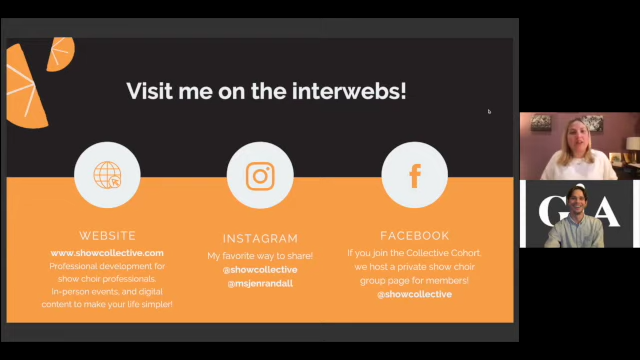 Visit me on the interwebs!
WEBSITE
www.showcollective.com
Professional development for
show choir professionals.
In-person events, and digital
content to make your life simpler!
INSTAGRAM
My favorite way to share!
@showcollective
@msjenrandall
f
FACEBOOK
If you join the Collective Cohort,
we host a private show choir
group page for members!
@showcollective
GIA